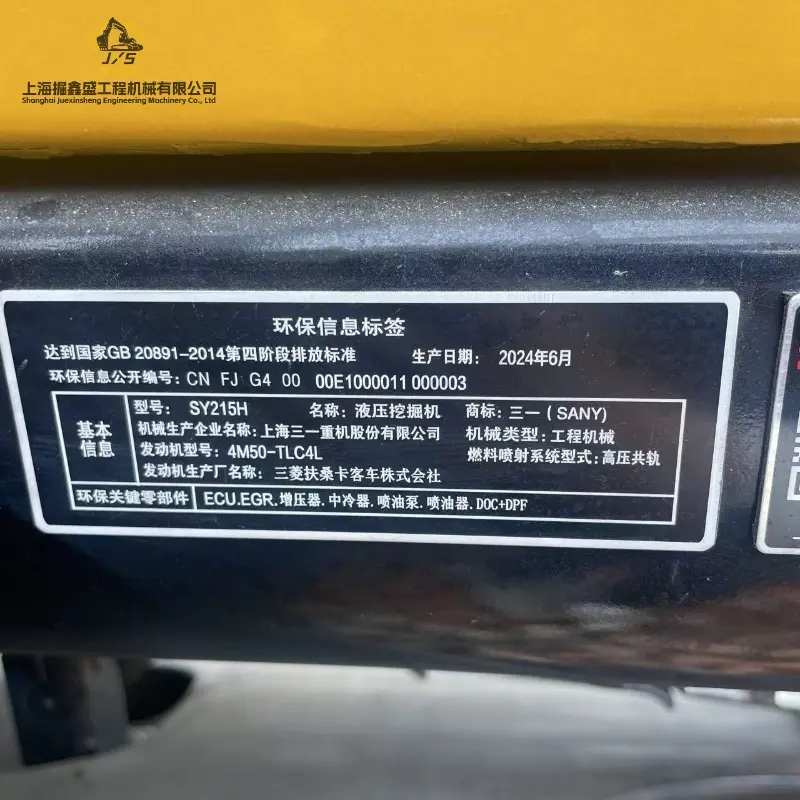 JXS
上海掘鑫盛工程机械有限公司
Shanghai Juexinsheng Engineering Machinery Co., Ltd
环保信息标签
达到国家GB 20891-2014第四阶段排放标准 生产日期: 2024年6月
环保信息公开编号: CN FJ G4 00 00E1000011 000003
基本信息
型号: SY215H 名称: 液压挖掘机 商标: 三一 (SANY)
机械生产企业名称: 上海三一重机股份有限公司 机械类型: 工程机械
发动机型号: 4M50-TLC4L 燃料喷射系统型式: 高压共轨
发动机生产厂名称: 三菱扶桑卡客车株式会社
环保关键零部件 ECU.EGR.增压器.中冷器.喷油泵.喷油器.DOC+DPF